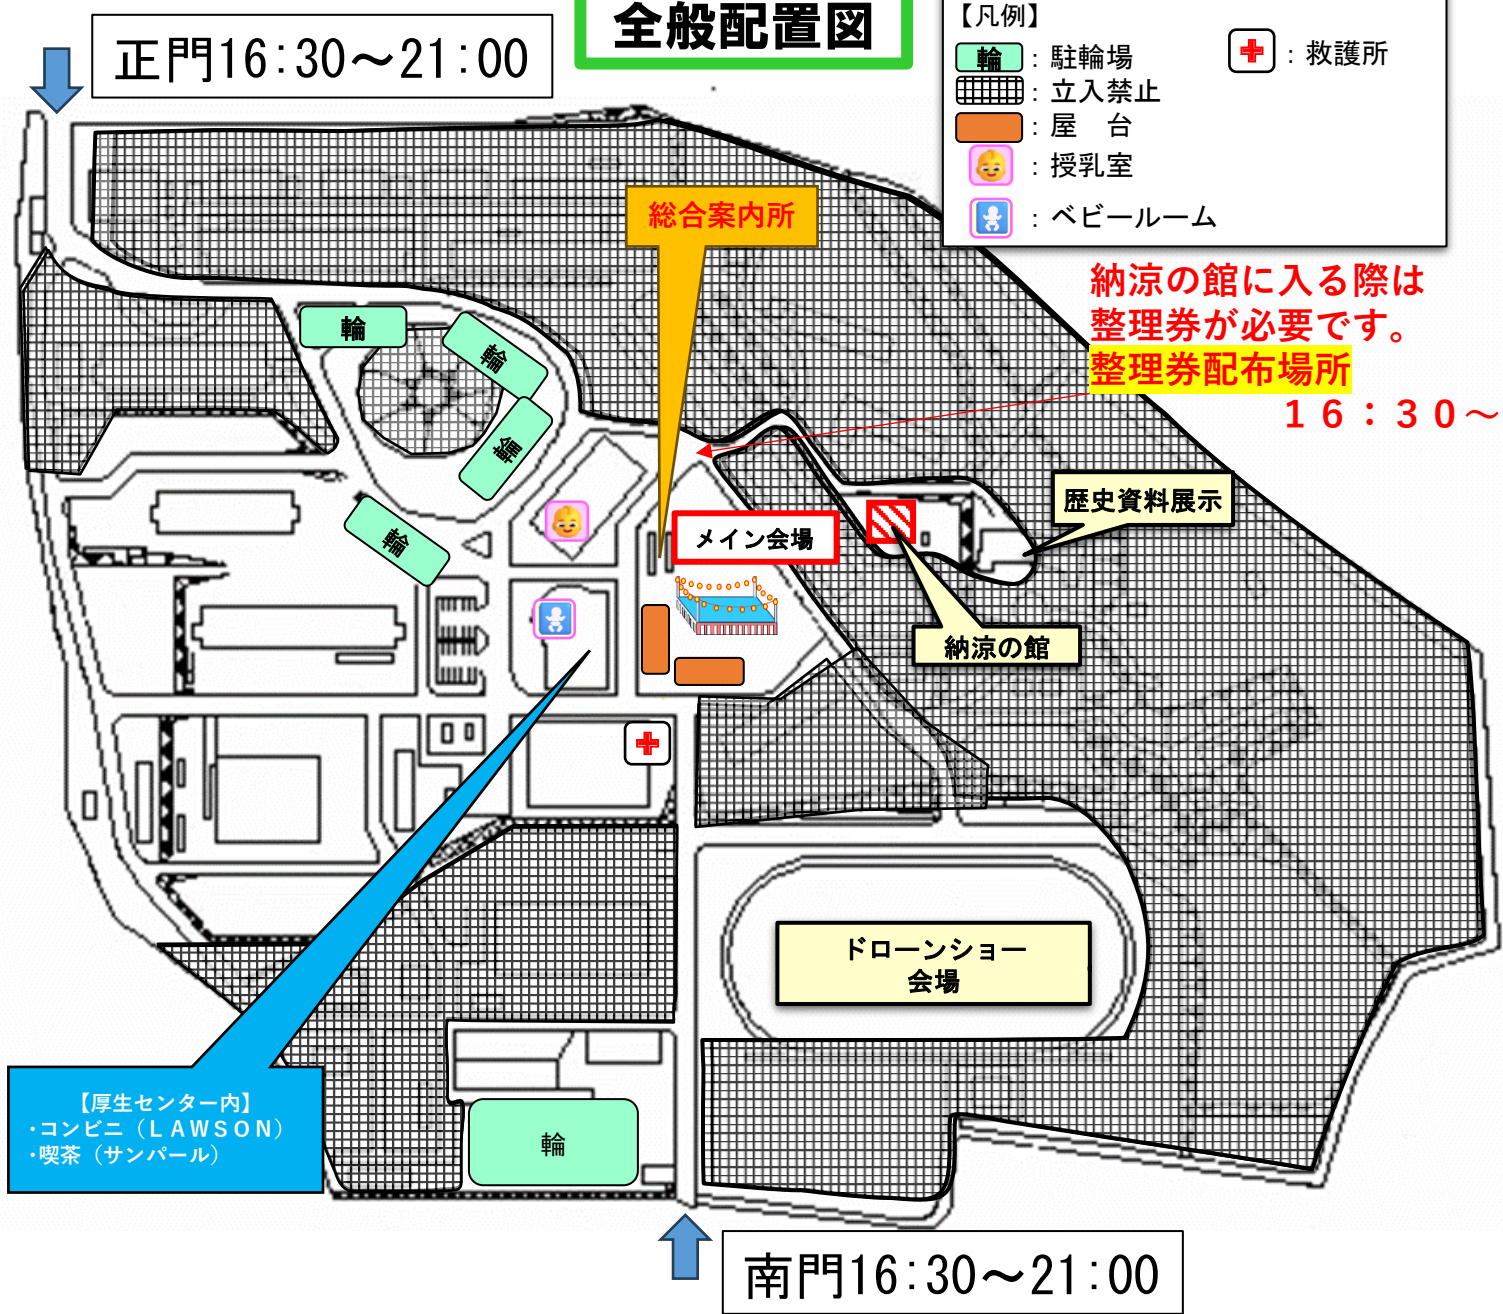 全般配置図
正門16:30～21:00
【凡例】
輪 : 駐輪場
: 救護所
: 立入禁止
: 屋　台
: 授乳室
: ベビールーム
総合案内所
納涼の館に入る際は
整理券が必要です。
整理券配布場所
１６：３０～
輪
輪
輪
輪
歴史資料展示
メイン会場
納涼の館
ドローンショー
会場
【厚生センター内】
・コンビニ（ＬＡＷＳＯＮ）
・喫茶（サンパール）
輪
南門16:30～21:00